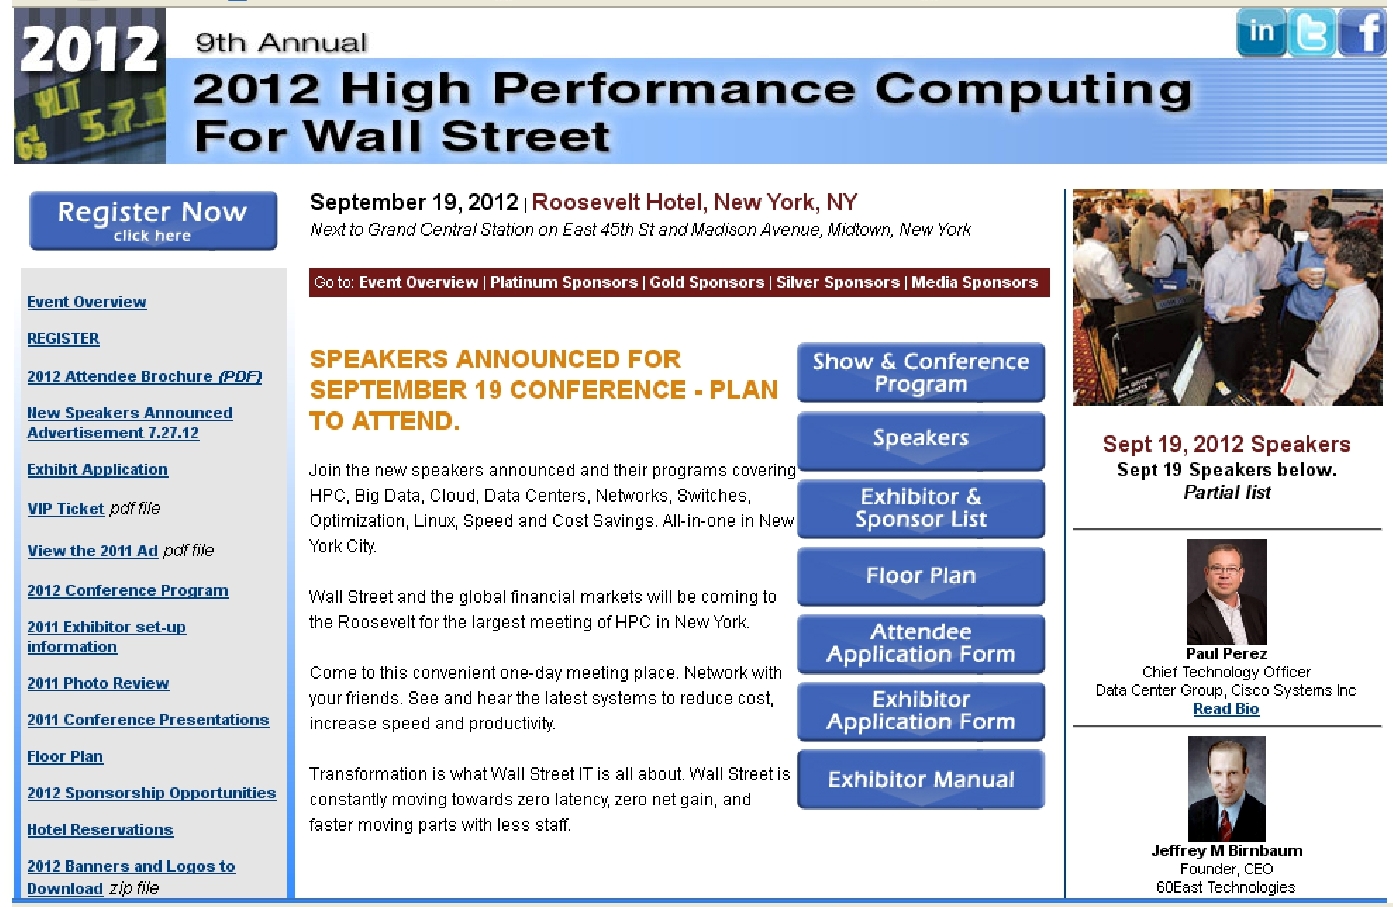 2012
YLT
6s 5.7.1
9th Annual
2012 High Performance Computing
For Wall Street
in t f
Register Now
click here
Event Overview
REGISTER
2012 Attendee Brochure (PDF)
New Speakers Announced
Advertisement 7.27.12
Exhibit Application
VIP Ticket pdf file
View the 2011 Ad pdf file
2012 Conference Program
2011 Exhibitor set-up
information
2011 Photo Review
2011 Conference Presentations
Floor Plan
2012 Sponsorship Opportunities
Hotel Reservations
2012 Banners and Logos to
Download zip file
September 19, 2012 | Roosevelt Hotel, New York, NY
Next to Grand Central Station on East 45th St and Madison Avenue, Midtown, New York
Go to: Event Overview | Platinum Sponsors | Gold Sponsors | Silver Sponsors | Media Sponsors
SPEAKERS ANNOUNCED FOR
SEPTEMBER 19 CONFERENCE - PLAN
TO ATTEND.
Join the new speakers announced and their programs covering
HPC, Big Data, Cloud, Data Centers, Networks, Switches,
Optimization, Linux, Speed and Cost Savings. All-in-one in New
York City.
Wall Street and the global financial markets will be coming to
the Roosevelt for the largest meeting of HPC in New York.
Come to this convenient one-day meeting place. Network with
your friends. See and hear the latest systems to reduce cost,
increase speed and productivity.
Transformation is what Wall Street IT is all about. Wall Street is
constantly moving towards zero latency, zero net gain, and
faster moving parts with less staff.
Show & Conference
Program
Speakers
Exhibitor &
Sponsor List
Floor Plan
Attendee
Application Form
Exhibitor
Application Form
Exhibitor Manual
Sept 19, 2012 Speakers
Sept 19 Speakers below.
Partial list
Paul Perez
Chief Technology Officer
Data Center Group, Cisco Systems Inc
Read Bio
Jeffrey M Birnbaum
Founder, CEO
60East Technologies